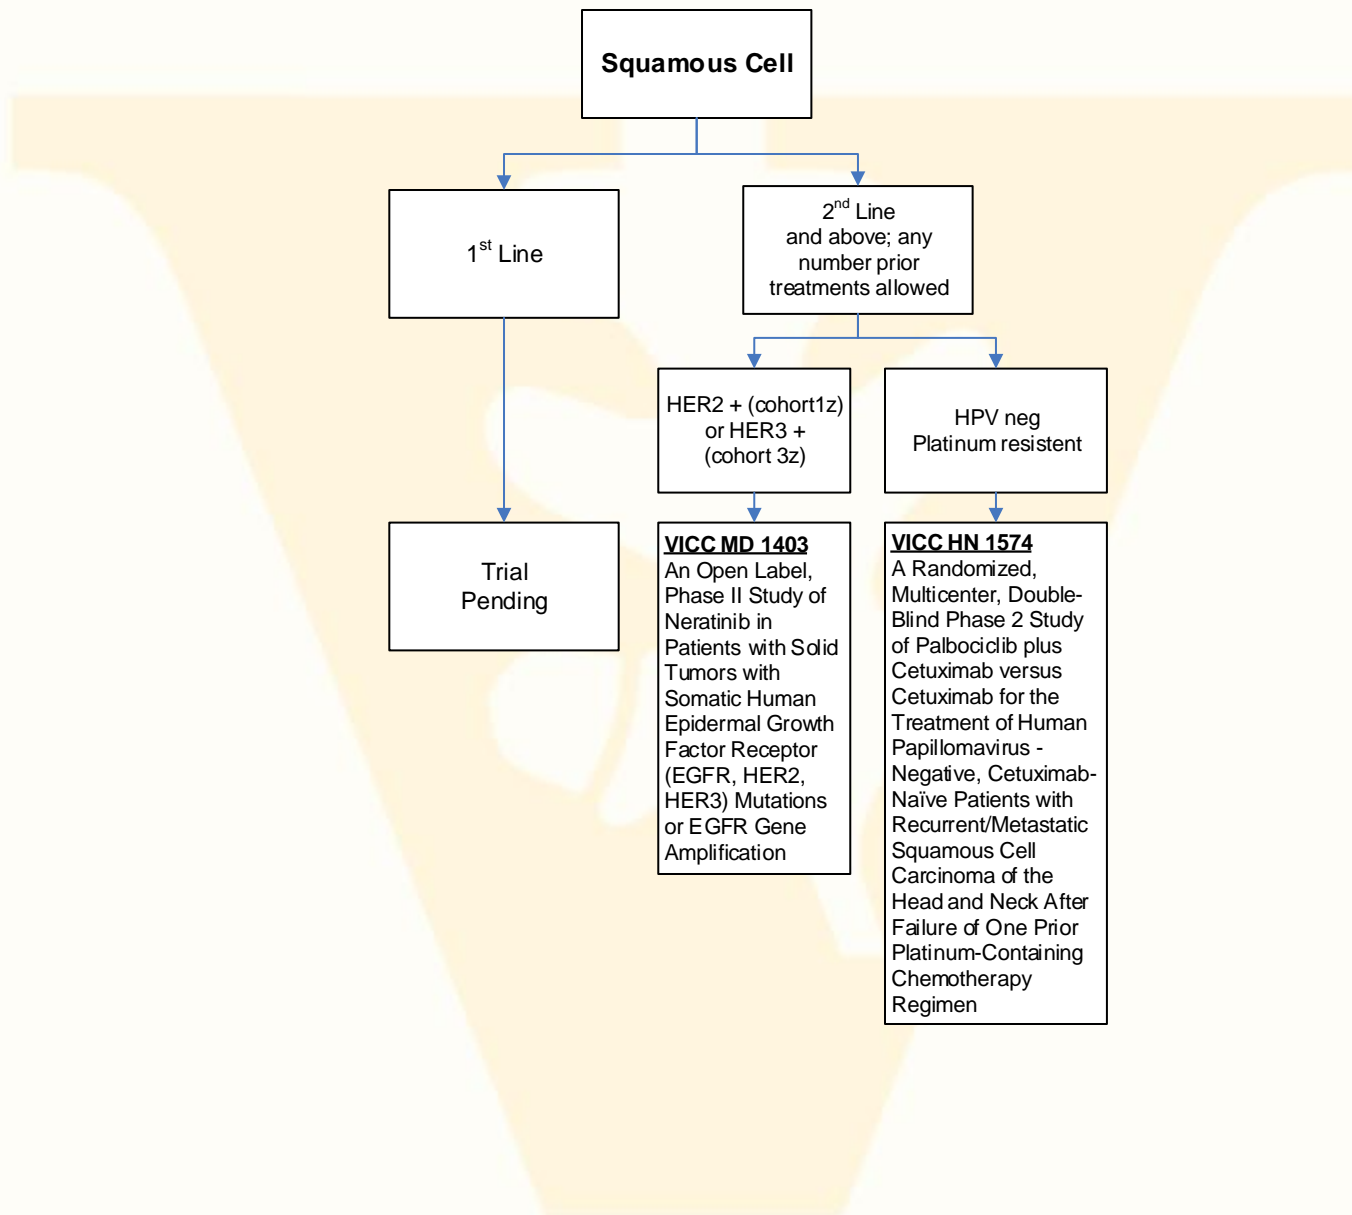 Squamous Cell
1st Line
2nd Line
and above; any
number prior
treatments allowed
HER2 + (cohort1z)
or HER3 +
(cohort 3z)
HPV neg
Platinum resistent
Trial
Pending
VICC MD 1403
An Open Label,
Phase II Study of
Neratinib in
Patients with Solid
Tumors with
Somatic Human
Epidermal Growth
Factor Receptor
(EGFR, HER2,
HER3) Mutations
or EGFR Gene
Amplification
VICC HN 1574
A Randomized,
Multicenter, Double-
Blind Phase 2 Study
of Palbociclib plus
Cetuximab versus
Cetuximab for the
Treatment of Human
Papillomavirus -
Negative, Cetuximab-
Naïve Patients with
Recurrent/Metastatic
Squamous Cell
Carcinoma of the
Head and Neck After
Failure of One Prior
Platinum-Containing
Chemotherapy
Regimen